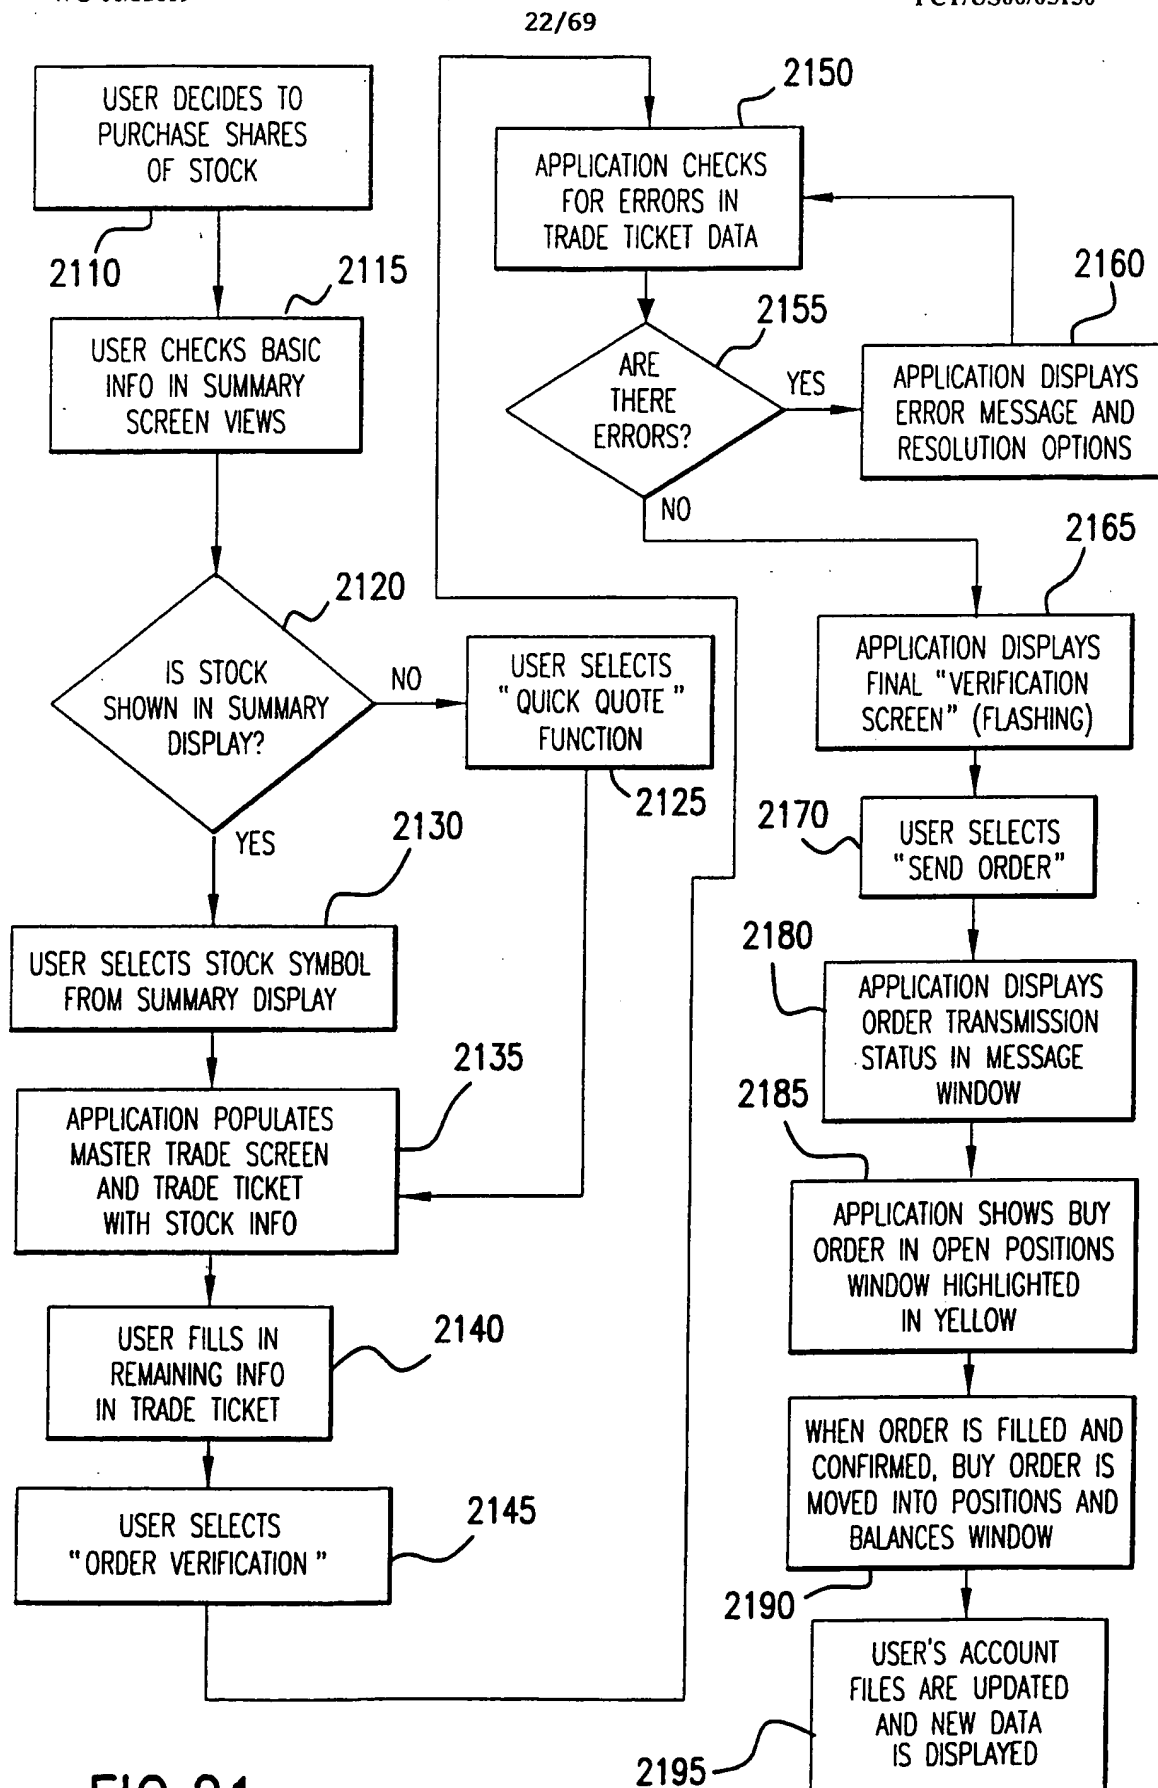 22/69
USER DECIDES TO
PURCHASE SHARES
OF STOCK
2110
2115
USER CHECKS BASIC
INFO IN SUMMARY
SCREEN VIEWS
2120
IS STOCK
SHOWN IN SUMMARY
DISPLAY?
NO
USER SELECTS
"QUICK QUOTE"
FUNCTION
2125
YES
2130
USER SELECTS STOCK SYMBOL
FROM SUMMARY DISPLAY
2135
APPLICATION POPULATES
MASTER TRADE SCREEN
AND TRADE TICKET
WITH STOCK INFO
2140
USER FILLS IN
REMAINING INFO
IN TRADE TICKET
2145
USER SELECTS
"ORDER VERIFICATION"
2150
APPLICATION CHECKS
FOR ERRORS IN
TRADE TICKET DATA
2155
ARE
THERE
ERRORS?
YES
2160
APPLICATION DISPLAYS
ERROR MESSAGE AND
RESOLUTION OPTIONS
NO
2165
APPLICATION DISPLAYS
FINAL "VERIFICATION
SCREEN" (FLASHING)
2170
USER SELECTS
"SEND ORDER"
2180
APPLICATION DISPLAYS
ORDER TRANSMISSION
STATUS IN MESSAGE
WINDOW
2185
APPLICATION SHOWS BUY
ORDER IN OPEN POSITIONS
WINDOW HIGHLIGHTED
IN YELLOW
WHEN ORDER IS FILLED AND
CONFIRMED, BUY ORDER IS
MOVED INTO POSITIONS AND
BALANCES WINDOW
2190
USER'S ACCOUNT
FILES ARE UPDATED
AND NEW DATA
IS DISPLAYED
2195